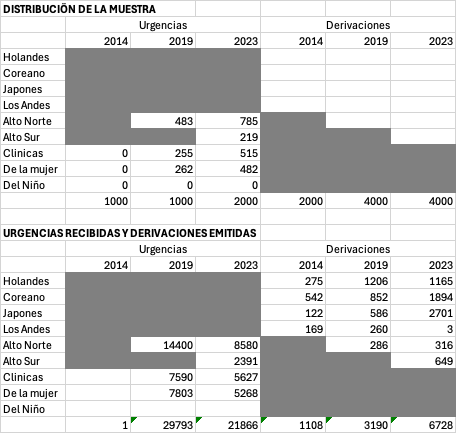 DISTRIBUCIÓN DE LA MUESTRA
Urgencias Derivaciones
2014 2019 2023 2014 2019 2023
Holandes
Coreano
Japones
Los Andes
Alto Norte 483 785
Alto Sur 219
Clinicas 0 255 515
De la mujer 0 262 482
Del Niño 0 0 0
1000 1000 2000 2000 4000 4000
URGENCIAS RECIBIDAS Y DERIVACIONES EMITIDAS
Urgencias Derivaciones
2014 2019 2023 2014 2019 2023
Holandes 275 1206 1165
Coreano 542 852 1894
Japones 122 586 2701
Los Andes 169 260 3
Alto Norte 14400 8580 286 316
Alto Sur 2391 649
Clinicas 7590 5627
De la mujer 7803 5268
Del Niño
1 29793 21866 1108 3190 6728